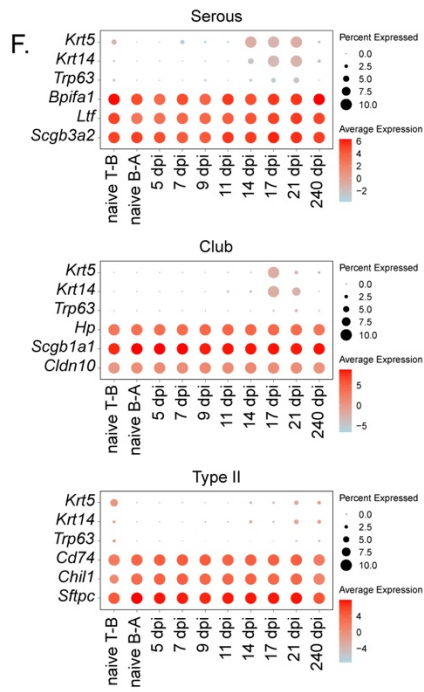 F.
Serous
Krt5
Krt14
Trp63
Bpifa1
Ltf
Scgb3a2
naive T-B
naive B-A
5 dpi
7 dpi
9 dpi
11 dpi
14 dpi
17 dpi
21 dpi
240 dpi
Percent Expressed
0.0
2.5
5.0
7.5
10.0
Average Expression
6
4
2
0
−2
Club
Krt5
Krt14
Trp63
Hp
Scgb1a1
Cldn10
naive T-B
naive B-A
5 dpi
7 dpi
9 dpi
11 dpi
14 dpi
17 dpi
21 dpi
240 dpi
Percent Expressed
0.0
2.5
5.0
7.5
10.0
Average Expression
5
0
−5
Type II
Krt5
Krt14
Trp63
Cd74
Chil1
Sftpc
naive T-B
naive B-A
5 dpi
7 dpi
9 dpi
11 dpi
14 dpi
17 dpi
21 dpi
240 dpi
Percent Expressed
0.0
2.5
5.0
7.5
10.0
Average Expression
4
0
−4